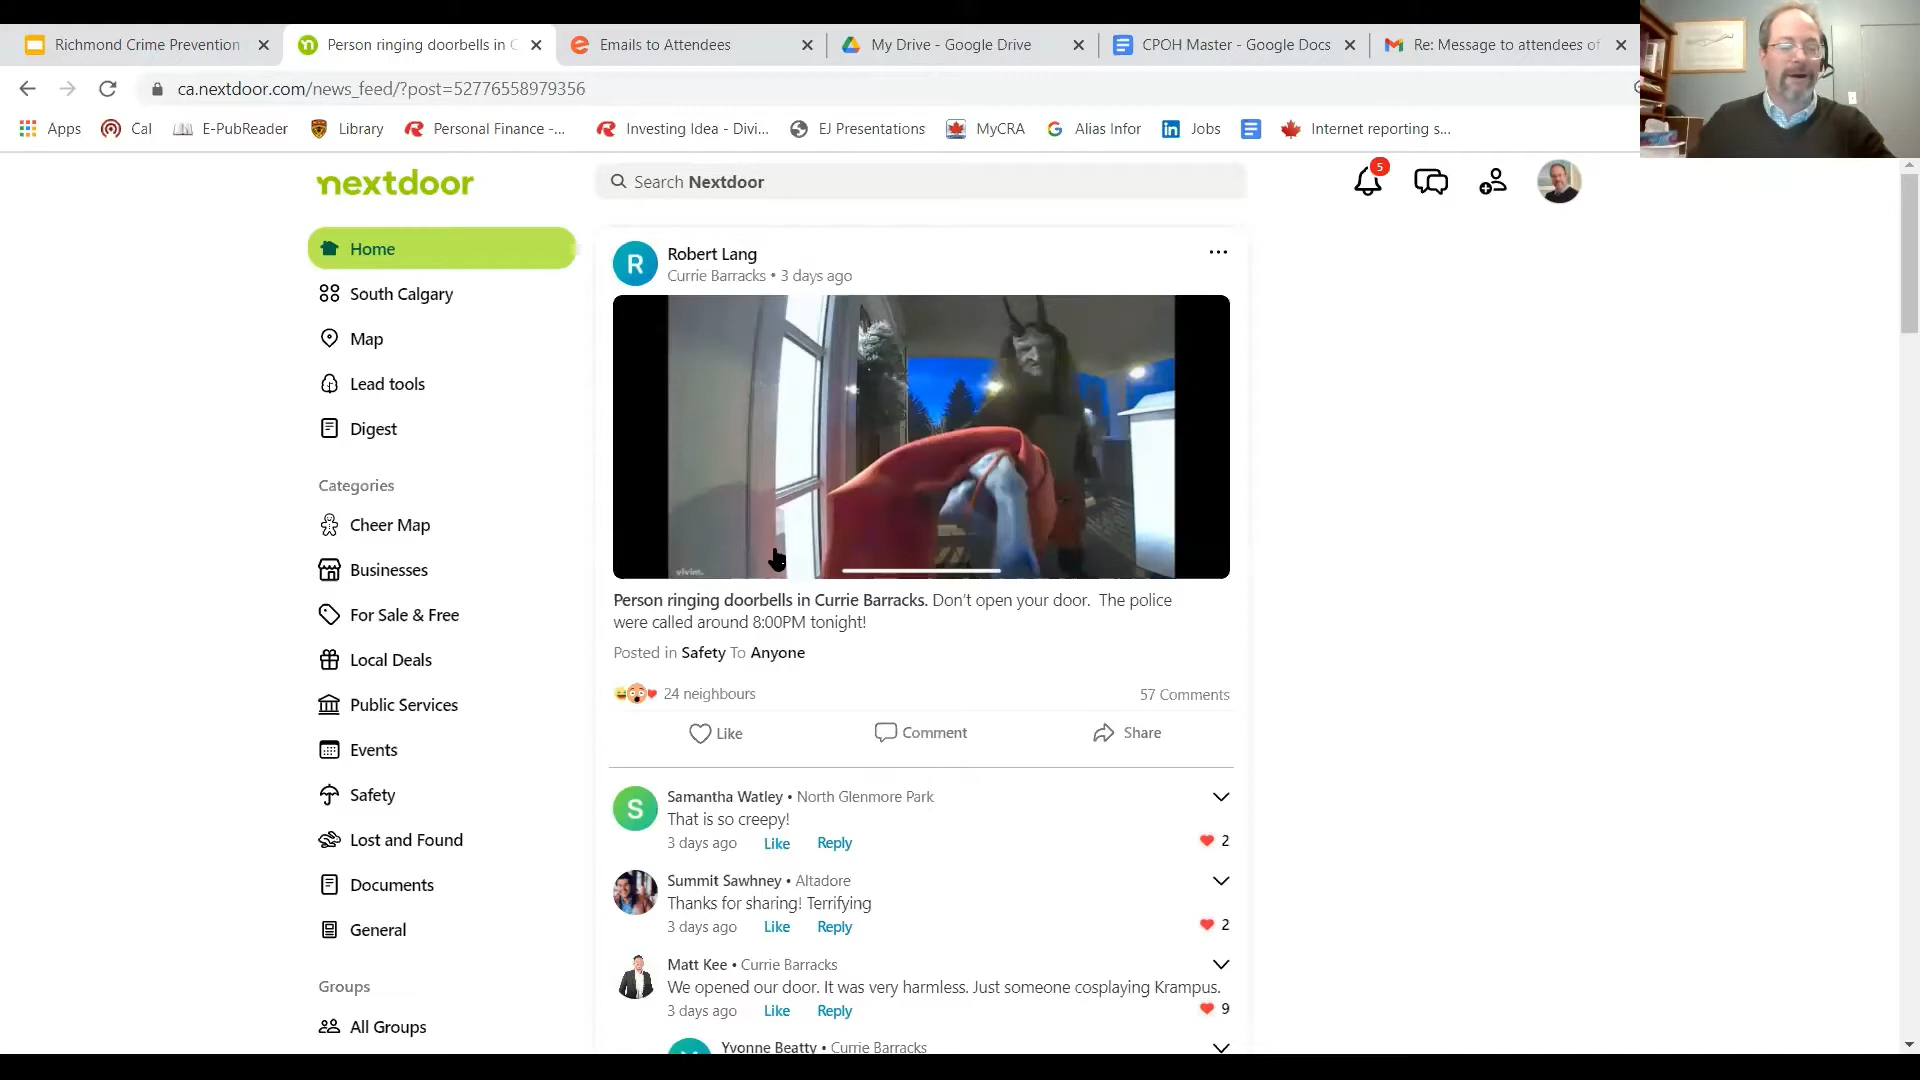 Richmond Crime Prevention
Person ringing doorbells in C
Emails to Attendees
My Drive - Google Drive
CPOH Master - Google Docs
Re: Message to attendees of
ca.nextdoor.com/news_feed/?post=52776558979356
Apps
Cal
E-PubReader
Library
Personal Finance -...
Investing Idea - Divi...
EJ Presentations
MyCRA
Alias Infor
Jobs
Internet reporting s...
nextdoor
Search Nextdoor
5
Home
South Calgary
Map
Lead tools
Digest
Categories
Cheer Map
Businesses
For Sale & Free
Local Deals
Public Services
Events
Safety
Lost and Found
Documents
General
Groups
All Groups
R
Robert Lang
Currie Barracks • 3 days ago
vivint.
Person ringing doorbells in Currie Barracks. Don't open your door. The police
were called around 8:00PM tonight!
Posted in Safety To Anyone
24 neighbours
57 Comments
Like
Comment
Share
S
Samantha Watley • North Glenmore Park
That is so creepy!
3 days ago Like Reply
2
Summit Sawhney • Altadore
Thanks for sharing! Terrifying
3 days ago Like Reply
2
Matt Kee • Currie Barracks
We opened our door. It was very harmless. Just someone cosplaying Krampus.
3 days ago Like Reply
9
Yvonne Beatty • Currie Barracks